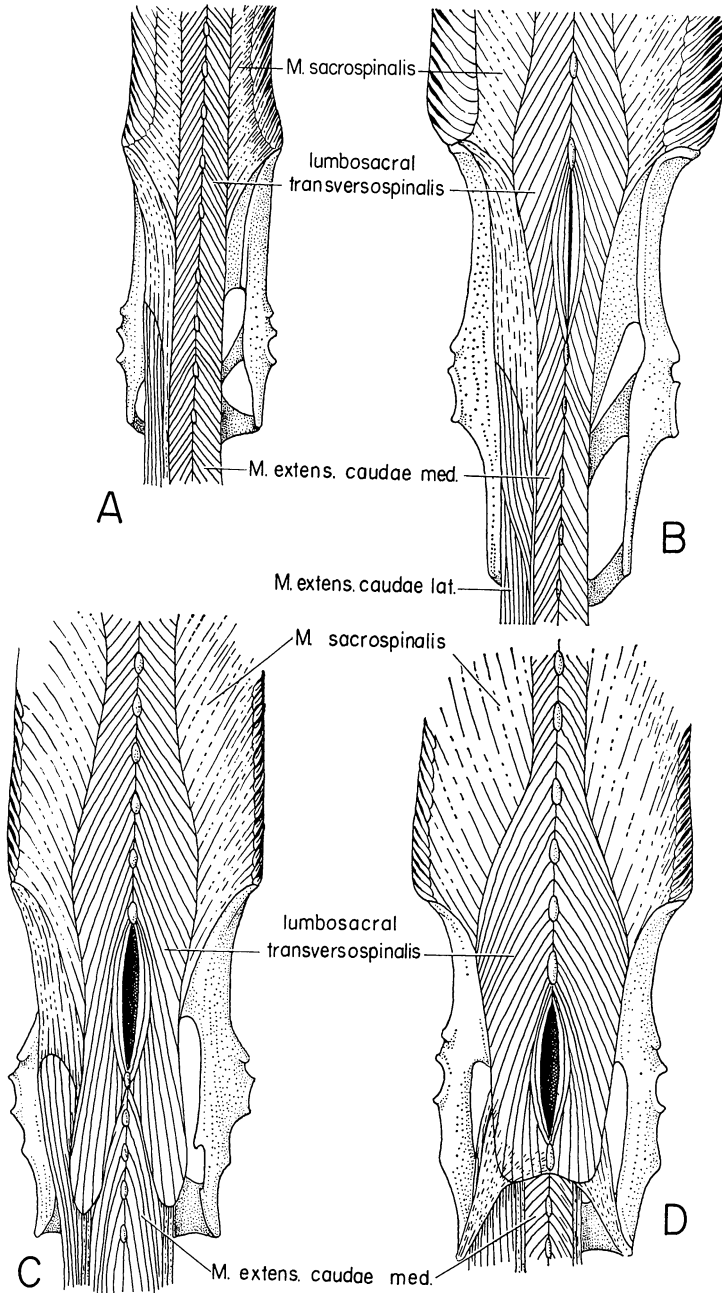 M. sacrospinalis
lumbosacral
transversospinalis
M. extens. caudae med.
A
B
M. extens. caudae lat.
M. sacrospinalis
lumbosacral
transversospinalis
D
C
M. extens. caudae med.